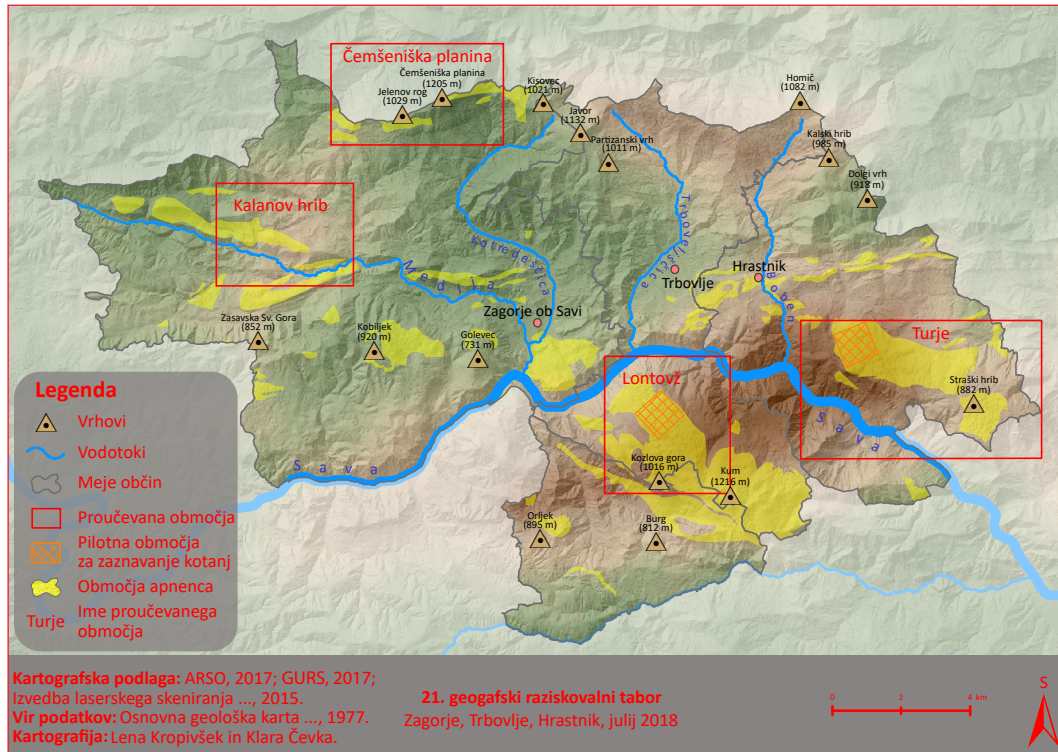 Čemšeniška planina
Čemšeniška planina
(1205 m)
Jelenov rog
(1029 m)
Kisovec
(1021 m)
Javor
(1132 m)
Partizanski vrh
(1011 m)
Homič
(1082 m)
Kalski hrib
(985 m)
Dolgi vrh
(918 m)
Kalanov hrib
Kotredeščica
Trboveljščica
Medija
Boben
Trbovlje
Hrastnik
Zagorje ob Savi
Zasavska Sv. Gora
(852 m)
Kobiljek
(920 m)
Golevec
(731 m)
Turje
Lontovž
Straški hrib
(882 m)
Sava
Sava
Kozlova gora
(1016 m)
Kum
(1216 m)
Orljek
(895 m)
Burg
(812 m)
Legenda
Vrhovi
Vodotoki
Meje občin
Proučevana območja
Pilotna območja
za zaznavanje kotanj
Območja apnenca
Turje
Ime proučevanega
območja
Kartografska podlaga: ARSO, 2017; GURS, 2017;
Izvedba laserskega skeniranja ..., 2015.
Vir podatkov: Osnovna geološka karta ..., 1977.
Kartografija: Lena Kropivšek in Klara Čevka.
21. geogafski raziskovalni tabor
Zagorje, Trbovlje, Hrastnik, julij 2018
0 2 4 km
S